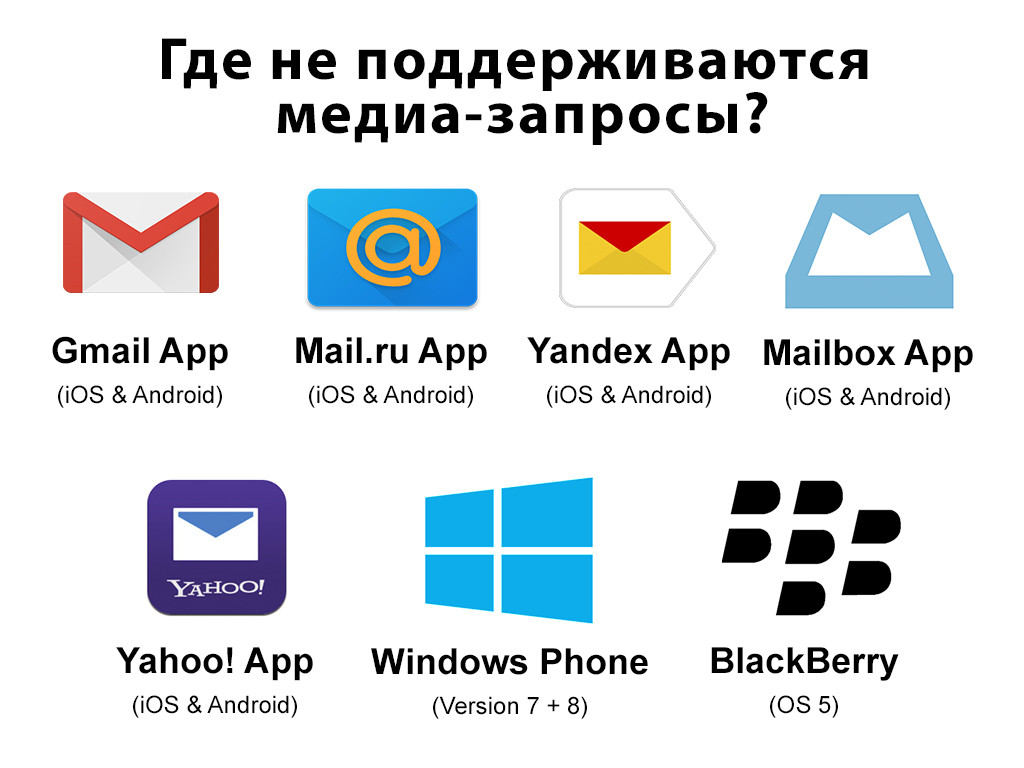 Где не поддерживаются
медиа-запросы?
Gmail App
(iOS & Android)
Mail.ru App
(iOS & Android)
Yandex App
(iOS & Android)
Mailbox App
(iOS & Android)
YAHOO!
Yahoo! App
(iOS & Android)
Windows Phone
(Version 7 + 8)
BlackBerry
(OS 5)